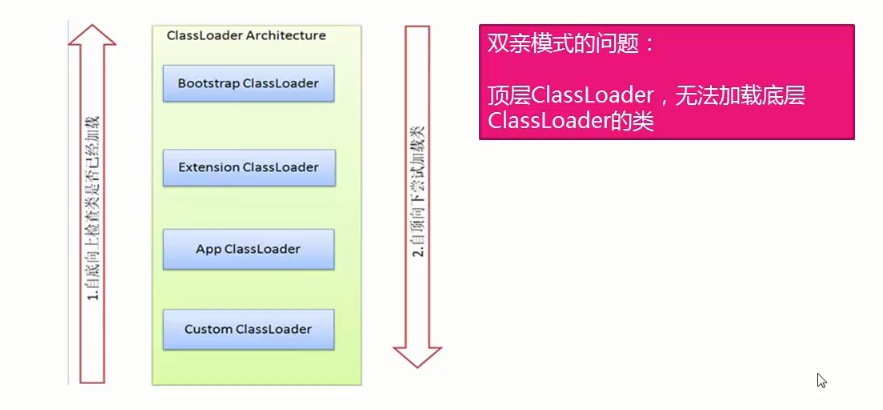 ClassLoader Architecture
Bootstrap ClassLoader
Extension ClassLoader
App ClassLoader
Custom ClassLoader
1.自底向上检查类是否已经加载
2.自顶向下尝试加载类
双亲模式的问题：
顶层ClassLoader，无法加载底层
ClassLoader的类